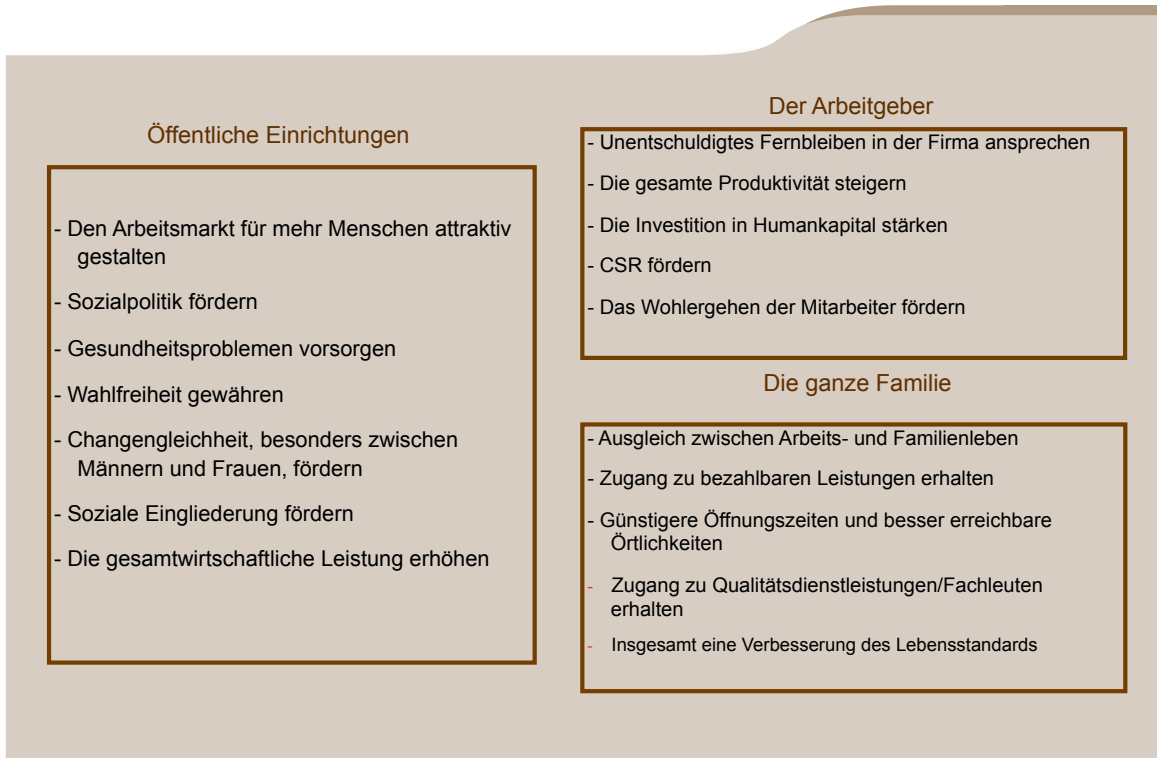 Öffentliche Einrichtungen
- Den Arbeitsmarkt für mehr Menschen attraktiv
gestalten
- Sozialpolitik fördern
- Gesundheitsproblemen vorsorgen
- Wahlfreiheit gewähren
- Changengleichheit, besonders zwischen
Männern und Frauen, fördern
- Soziale Eingliederung fördern
- Die gesamtwirtschaftliche Leistung erhöhen
Der Arbeitgeber
- Unentschuldigtes Fernbleiben in der Firma ansprechen
- Die gesamte Produktivität steigern
- Die Investition in Humankapital stärken
- CSR fördern
- Das Wohlergehen der Mitarbeiter fördern
Die ganze Familie
- Ausgleich zwischen Arbeits- und Familienleben
- Zugang zu bezahlbaren Leistungen erhalten
- Günstigere Öffnungszeiten und besser erreichbare
Örtlichkeiten
- Zugang zu Qualitätsdienstleistungen/Fachleuten
erhalten
- Insgesamt eine Verbesserung des Lebensstandards